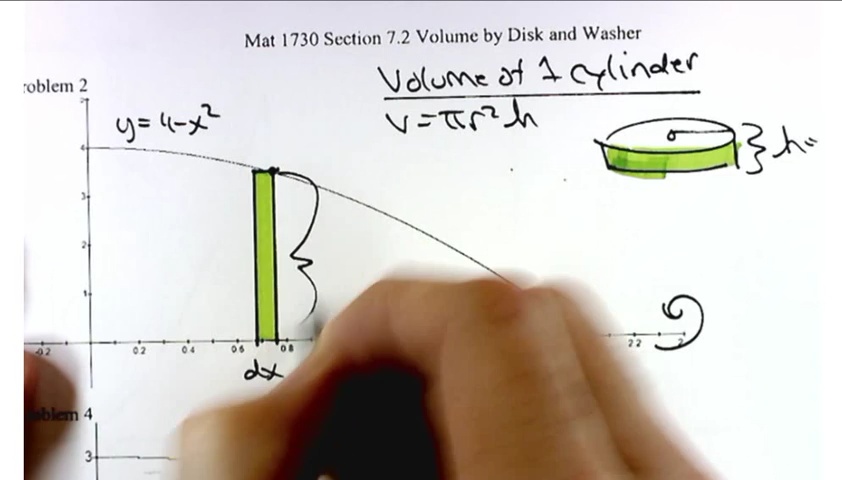 Mat 1730 Section 7.2 Volume by Disk and Washer
roblem 2
Volume of 1 cylinder
y = 4-x²
V = πr²h
h=
4
3
2
1
-0.2 0.2 0.4 0.6 0.8 2.2
dx
oblem 4
3